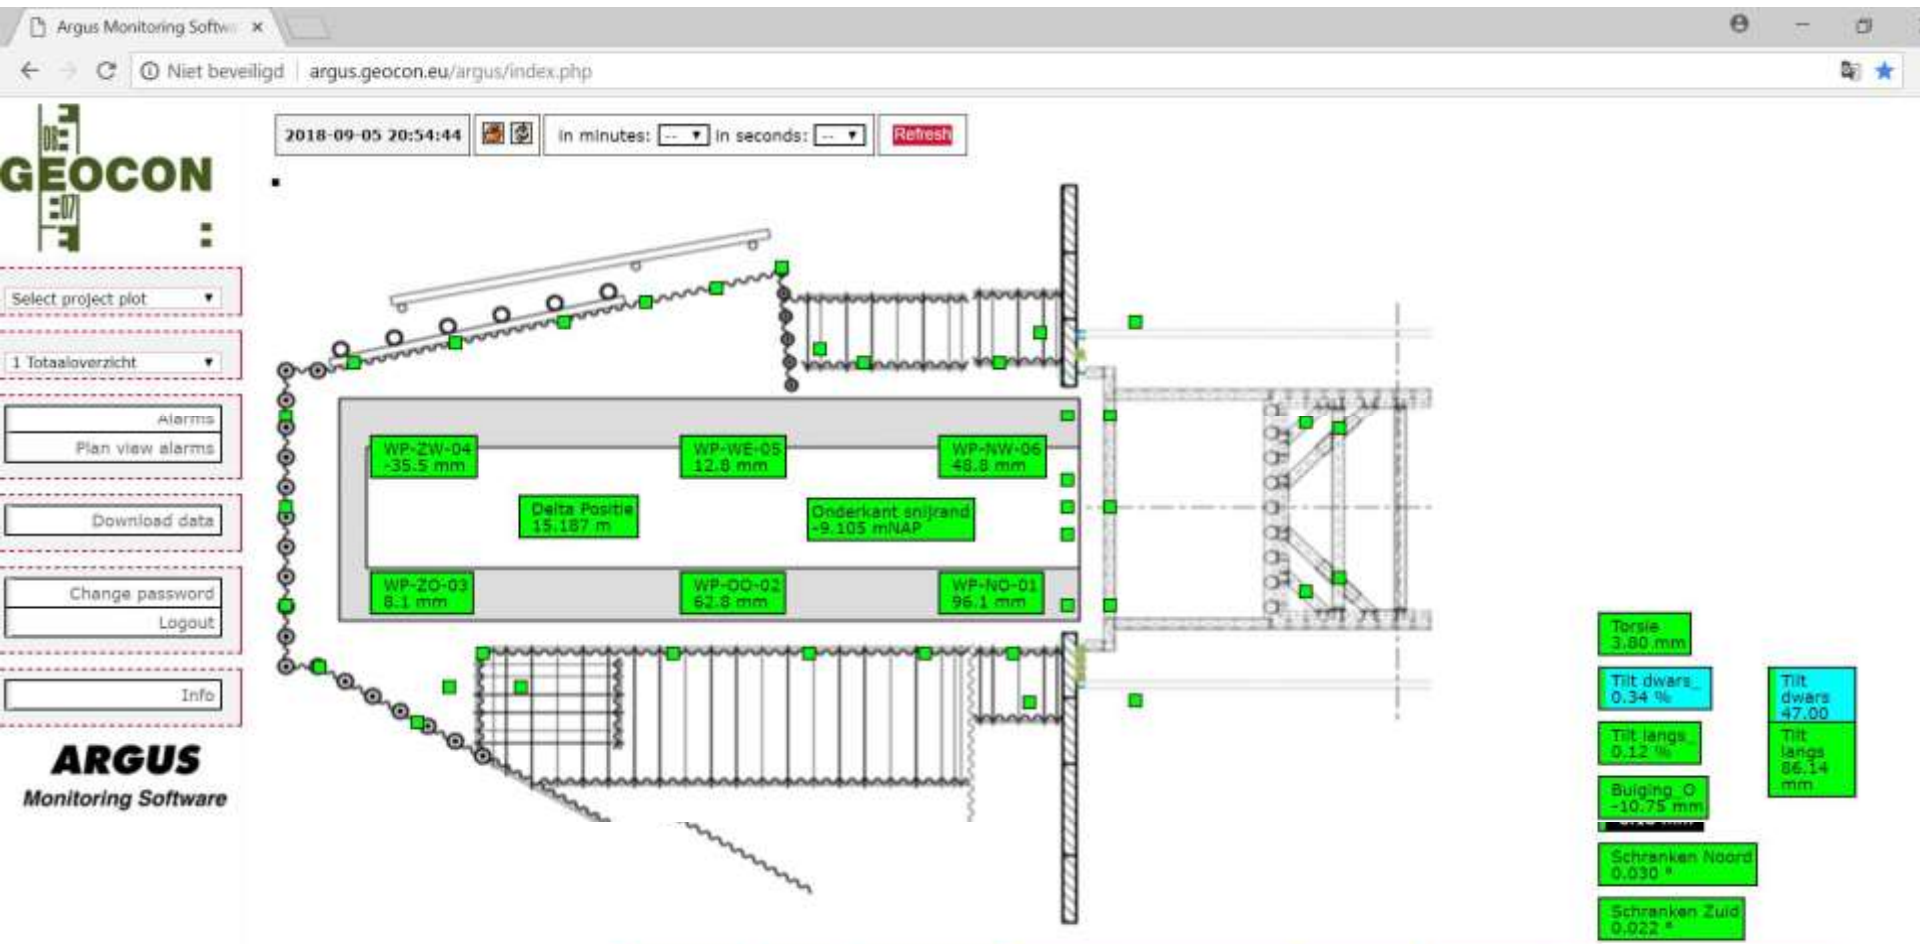 Argus Monitoring Softw
Niet beveiligd argus.geocon.eu/argus/index.php
GEOCON
2018-09-05 20:54:44
in minutes: -- in seconds: -- Refresh
Select project plot
1 Totaaloverzicht
Alarms
Plan view alarms
Download data
Change password
Logout
Info
ARGUS
Monitoring Software
WP-ZW-04
-35.5 mm
WP-WE-05
12.8 mm
WP-NW-06
48.8 mm
Delta Positie
15.187 m
Onderkant snijrand
-9.105 mNAP
WP-ZO-03
8.1 mm
WP-OO-02
62.8 mm
WP-NO-01
96.1 mm
Torsie
3.80 mm
Tilt dwars_
0.34 %
Tilt
dwars
47.00
Tilt langs_
0.12 %
Tilt
langs
86.14
mm
Buiging_O
-10.75 mm
Schranken Noord
0.030 °
Schranken Zuid
0.022 °